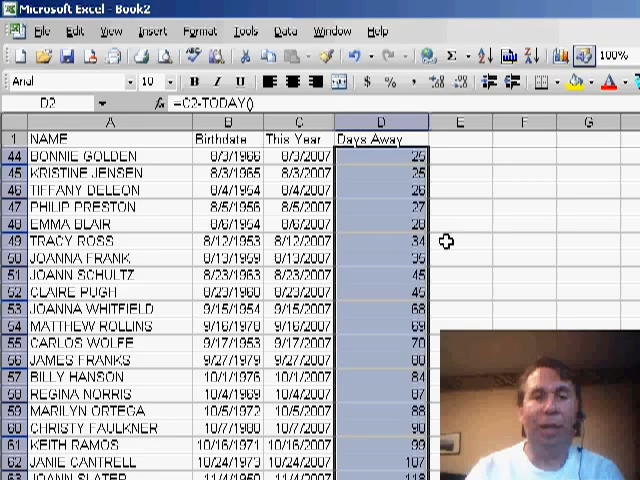 Microsoft Excel - Book2
File Edit View Insert Format Tools Data Window Help
100%
Arial 10 B I U $ % ,
D2 fx =C2-TODAY()
A B C D E F G
1 NAME Birthdate This Year Days Away
44 BONNIE GOLDEN 8/3/1966 8/3/2007 25
45 KRISTINE JENSEN 8/3/1965 8/3/2007 25
46 TIFFANY DELEON 8/4/1954 8/4/2007 26
47 PHILIP PRESTON 8/5/1956 8/5/2007 27
48 EMMA BLAIR 8/6/1954 8/6/2007 28
49 TRACY ROSS 8/12/1953 8/12/2007 34
50 JOANNA FRANK 8/13/1959 8/13/2007 35
51 JOANN SCHULTZ 8/23/1963 8/23/2007 45
52 CLAIRE PUGH 8/23/1960 8/23/2007 45
53 JOANNA WHITFIELD 9/15/1954 9/15/2007 68
54 MATTHEW ROLLINS 9/16/1978 9/16/2007 69
55 CARLOS WOLFE 9/17/1953 9/17/2007 70
56 JAMES FRANKS 9/27/1979 9/27/2007 80
57 BILLY HANSON 10/1/1976 10/1/2007 84
58 REGINA NORRIS 10/4/1969 10/4/2007 87
59 MARILYN ORTEGA 10/5/1972 10/5/2007 88
60 CHRISTY FAULKNER 10/7/1980 10/7/2007 90
61 KEITH RAMOS 10/16/1971 10/16/2007 99
62 JANIE CANTRELL 10/24/1973 10/24/2007 107
63 JOANN SLATER 11/4/2007 118